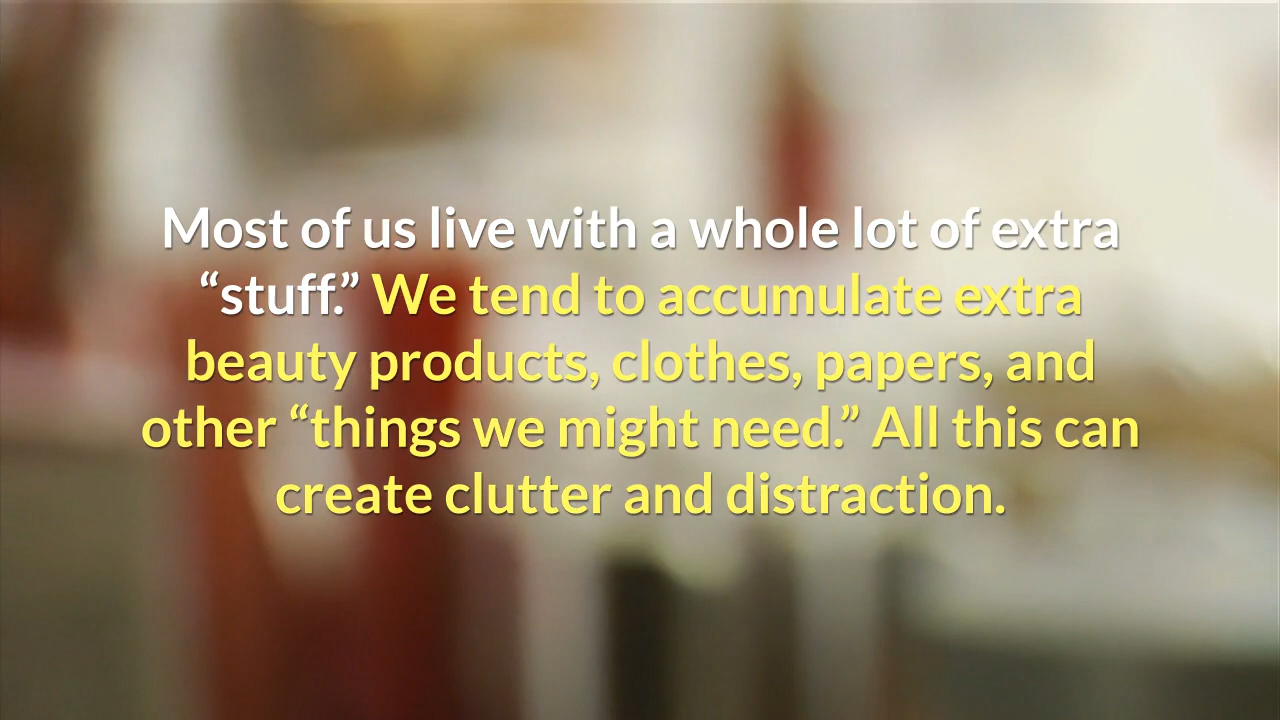 Most of us live with a whole lot of extra
“stuff.” We tend to accumulate extra
beauty products, clothes, papers, and
other “things we might need.” All this can
create clutter and distraction.